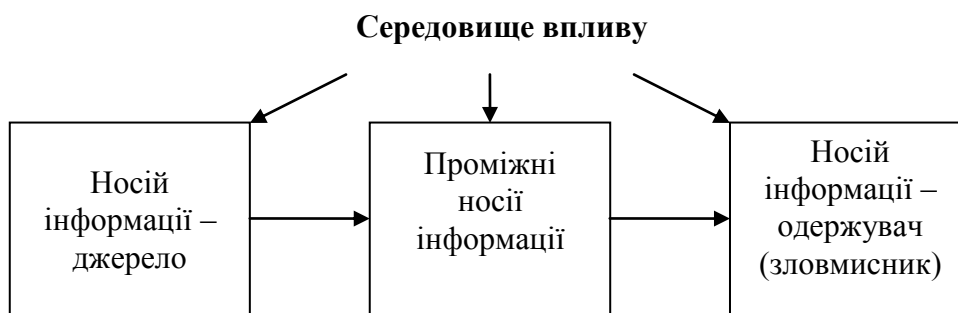 Середовище впливу
Носій
інформації –
джерело
Проміжні
носії
інформації
Носій
інформації –
одержувач
(зловмисник)